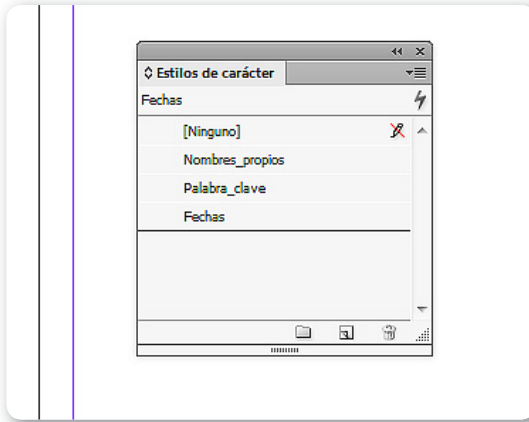 Estilos de carácter
Fechas
[Ninguno]
Nombres_propios
Palabra_clave
Fechas